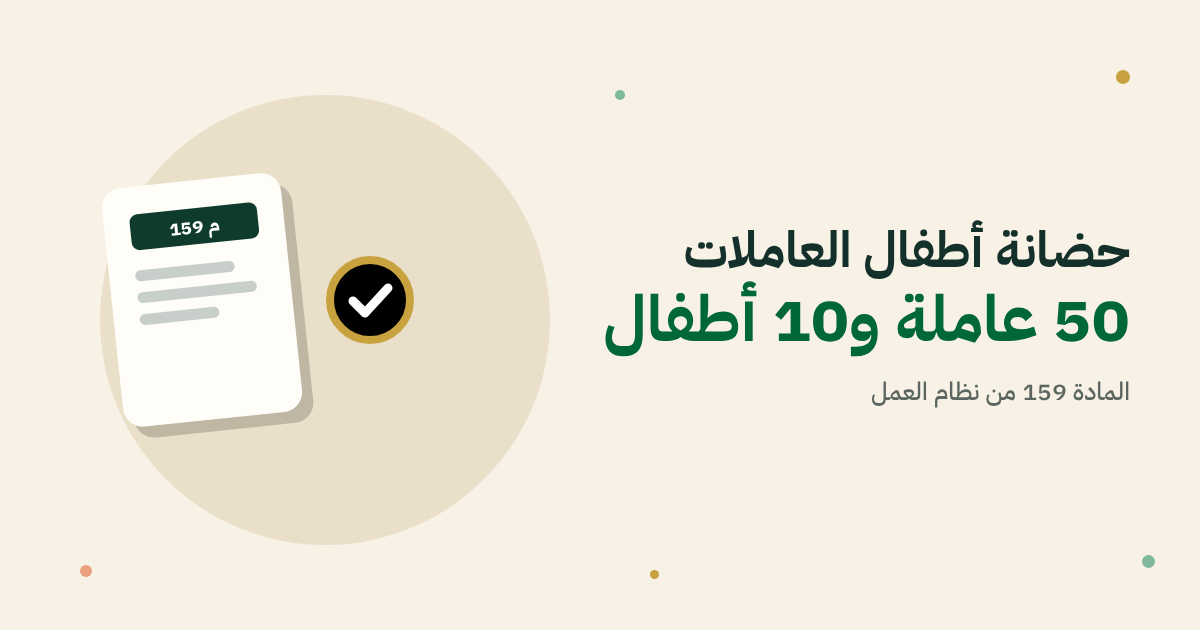 حضانة أطفال العاملات
50 عاملة و10 أطفال
المادة 159 من نظام العمل
م 159